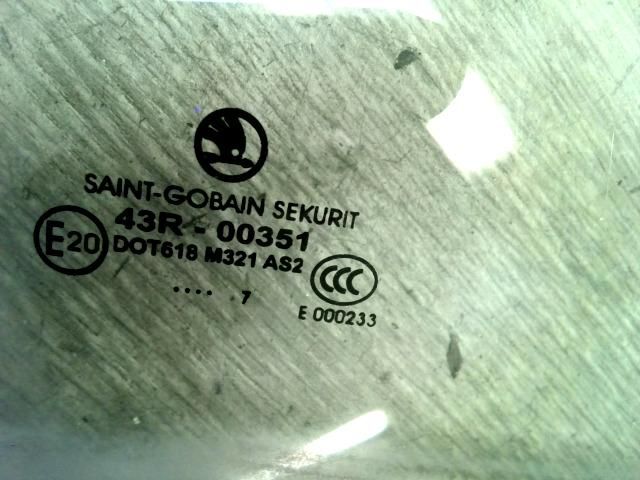 SAINT-GOBAIN SEKURIT
43R - 00351
E20
DOT618 M321 AS2
CCC
.... 7
E 000233